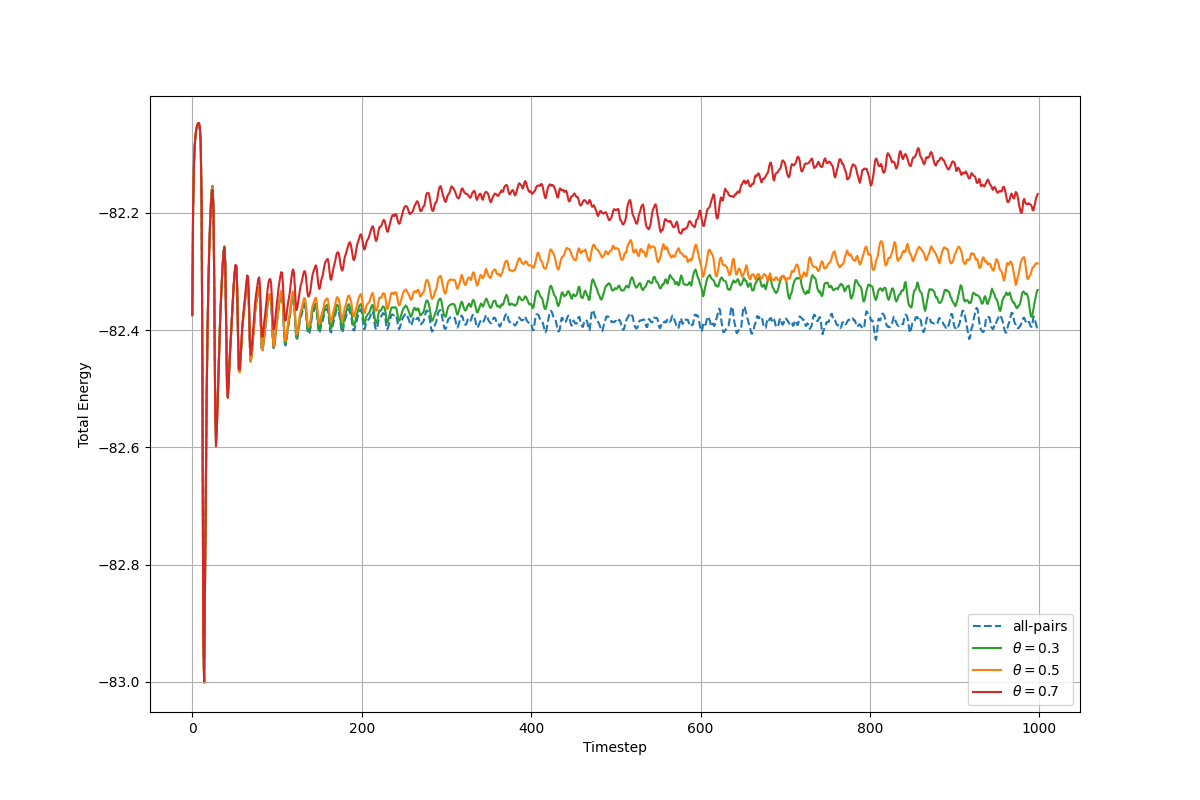 Total Energy
−82.2
−82.4
−82.6
−82.8
−83.0
0
200
400
600
800
1000
Timestep
all-pairs
θ = 0.3
θ = 0.5
θ = 0.7